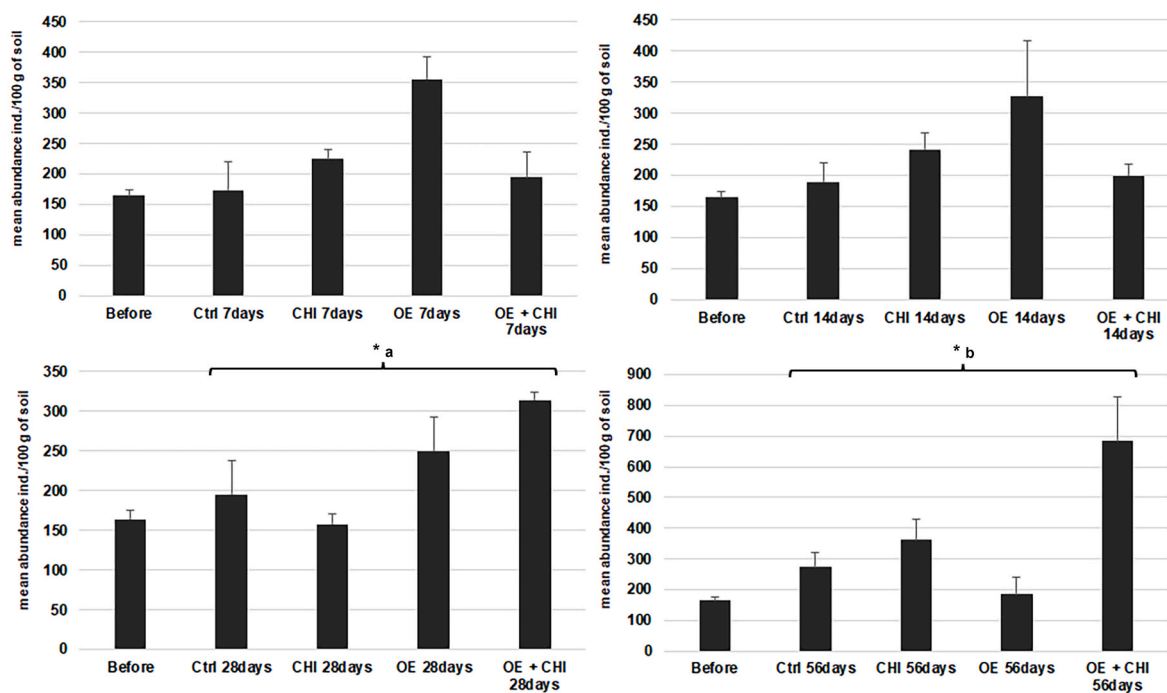 mean abundance ind./100 g of soil
450
400
350
300
250
200
150
100
50
0
Before
Ctrl 7days
CHI 7days
OE 7days
OE + CHI
7days
mean abundance ind./100 g of soil
450
400
350
300
250
200
150
100
50
0
Before
Ctrl 14days
CHI 14days
OE 14days
OE + CHI
14days
* a
mean abundance ind./100 g of soil
350
300
250
200
150
100
50
0
Before
Ctrl 28days
CHI 28days
OE 28days
OE + CHI
28days
* b
mean abundance ind./100 g of soil
900
800
700
600
500
400
300
200
100
0
Before
Ctrl 56days
CHI 56days
OE 56days
OE + CHI
56days